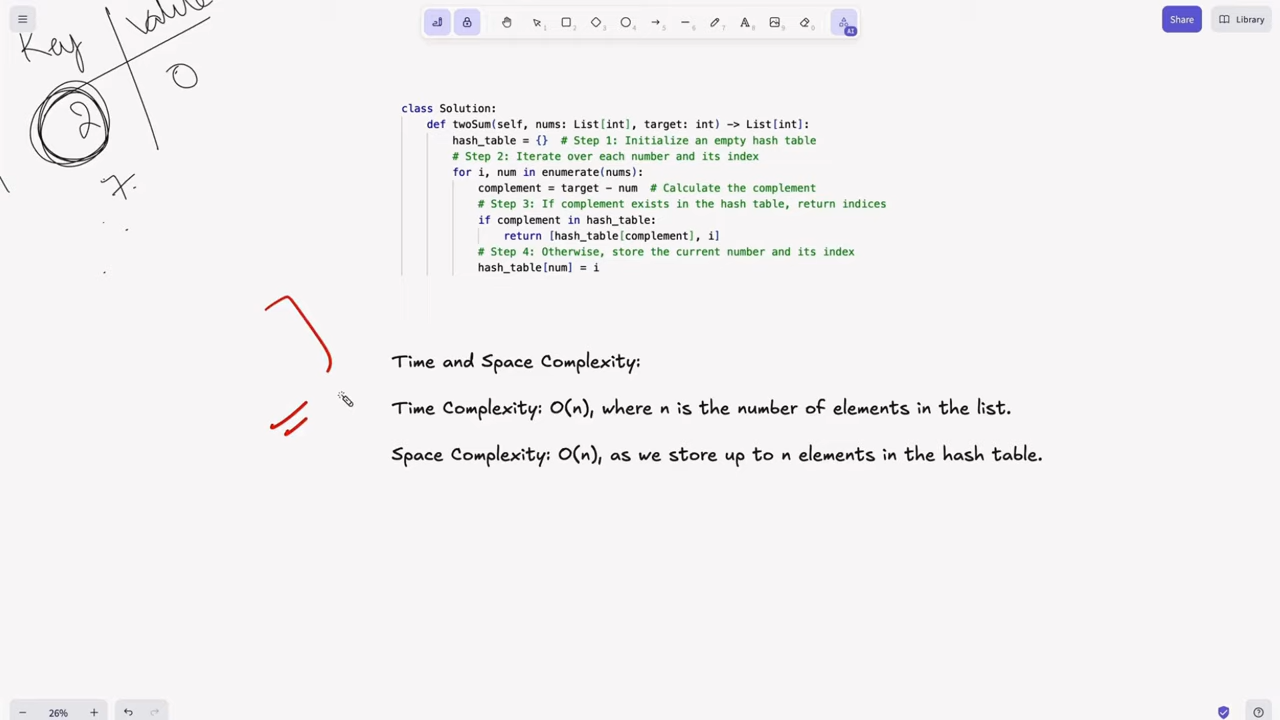 Share
Library
Key
Value
2
0
7.
AI
class Solution:
def twoSum(self, nums: List[int], target: int) -> List[int]:
hash_table = {}  # Step 1: Initialize an empty hash table
# Step 2: Iterate over each number and its index
for i, num in enumerate(nums):
complement = target - num  # Calculate the complement
# Step 3: If complement exists in the hash table, return indices
if complement in hash_table:
return [hash_table[complement], i]
# Step 4: Otherwise, store the current number and its index
hash_table[num] = i
Time and Space Complexity:
Time Complexity: O(n), where n is the number of elements in the list.
Space Complexity: O(n), as we store up to n elements in the hash table.
26%